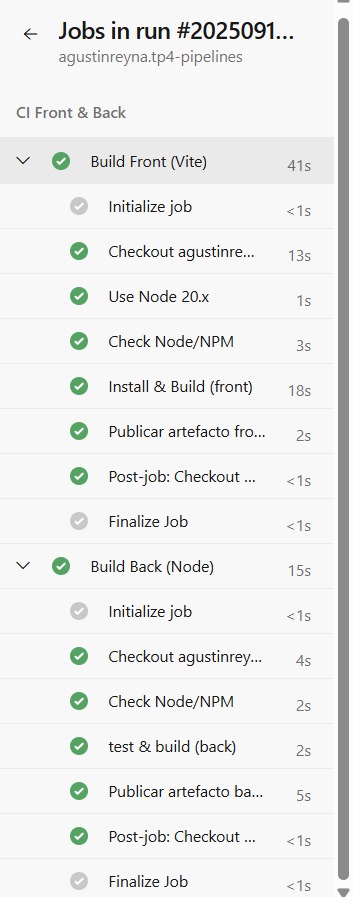 Jobs in run #2025091...
agustinreyna.tp4-pipelines
CI Front & Back
Build Front (Vite) 41s
Initialize job <1s
Checkout agustinre... 13s
Use Node 20.x 1s
Check Node/NPM 3s
Install & Build (front) 18s
Publicar artefacto fro... 2s
Post-job: Checkout ... <1s
Finalize Job <1s
Build Back (Node) 15s
Initialize job <1s
Checkout agustinrey... 4s
Check Node/NPM 2s
test & build (back) 2s
Publicar artefacto ba... 5s
Post-job: Checkout ... <1s
Finalize Job <1s